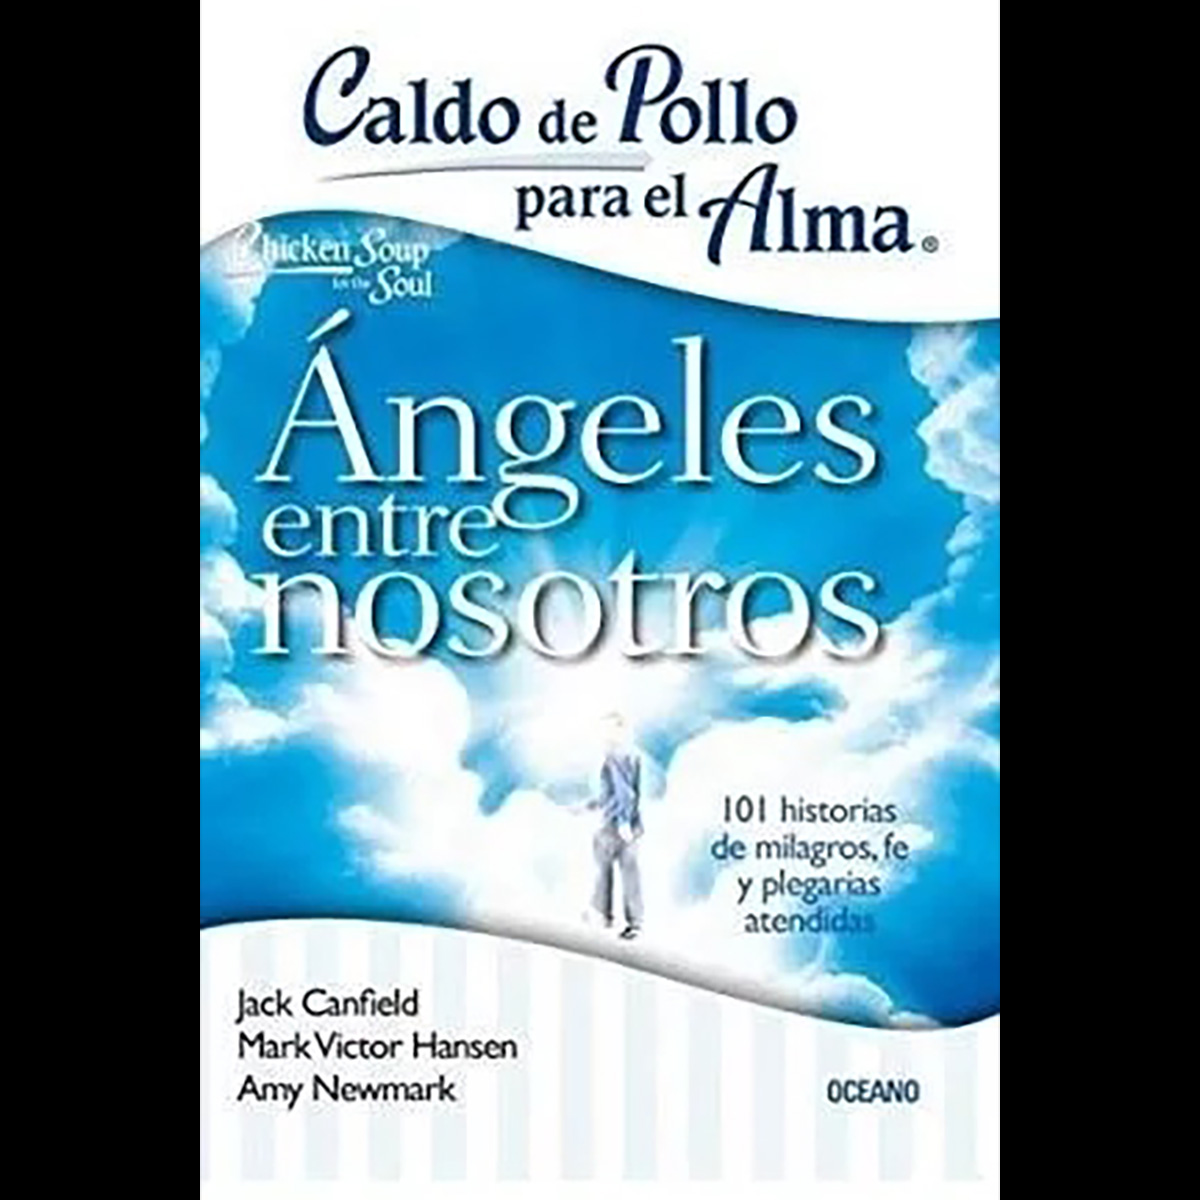 Caldo de Pollo
para el Alma®
Chicken Soup
for the Soul
Ángeles
entre
nosotros
101 historias
de milagros, fe
y plegarias
atendidas
Jack Canfield
Mark Victor Hansen
Amy Newmark
OCEANO